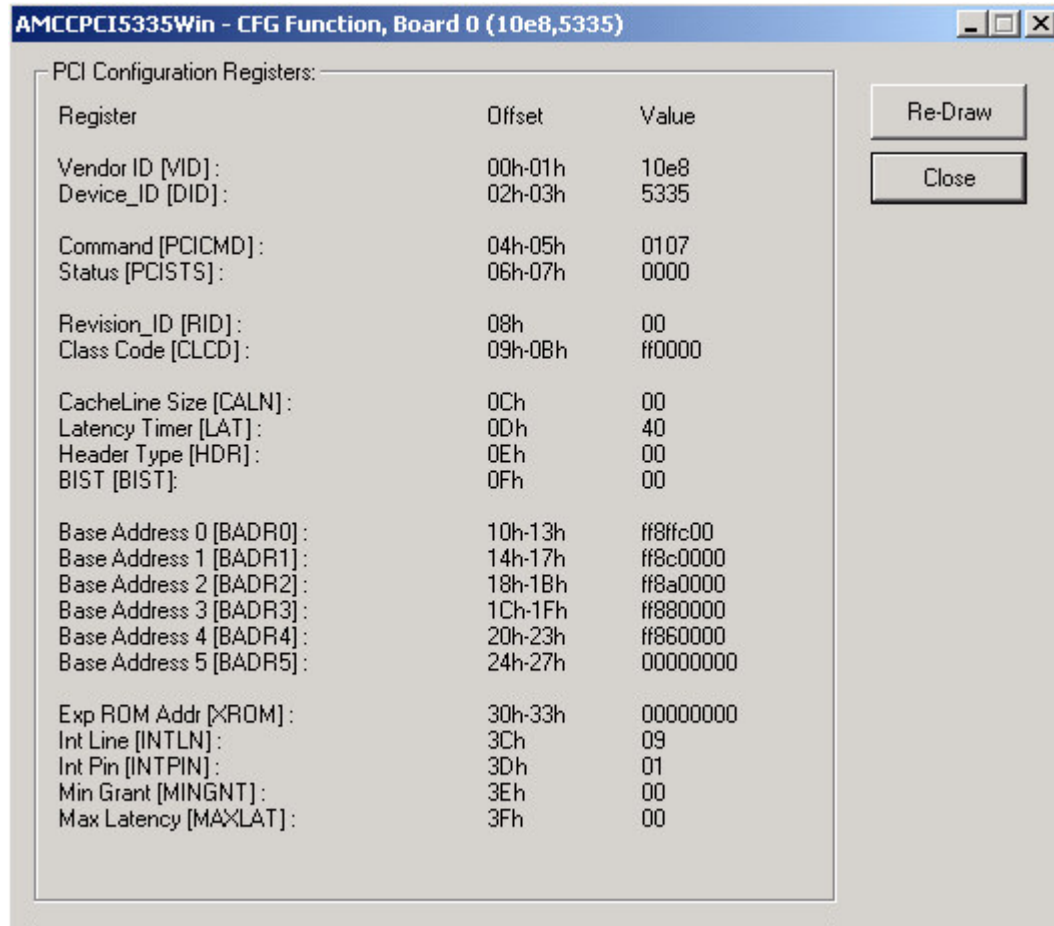 AMCCPCI5335Win - CFG Function, Board 0 (10e8,5335)
PCI Configuration Registers:
Register Offset Value
Re-Draw
Vendor ID [VID] : 00h-01h 10e8
Close
Device_ID [DID] : 02h-03h 5335
Command [PCICMD] : 04h-05h 0107
Status [PCISTS] : 06h-07h 0000
Revision_ID [RID] : 08h 00
Class Code [CLCD] : 09h-0Bh ff0000
CacheLine Size [CALN] : 0Ch 00
Latency Timer [LAT] : 0Dh 40
Header Type [HDR] : 0Eh 00
BIST [BIST]: 0Fh 00
Base Address 0 [BADR0] : 10h-13h ff8ffc00
Base Address 1 [BADR1] : 14h-17h ff8c0000
Base Address 2 [BADR2] : 18h-1Bh ff8a0000
Base Address 3 [BADR3] : 1Ch-1Fh ff880000
Base Address 4 [BADR4] : 20h-23h ff860000
Base Address 5 [BADR5] : 24h-27h 00000000
Exp ROM Addr [XROM] : 30h-33h 00000000
Int Line [INTLN] : 3Ch 09
Int Pin [INTPIN] : 3Dh 01
Min Grant [MINGNT] : 3Eh 00
Max Latency [MAXLAT] : 3Fh 00